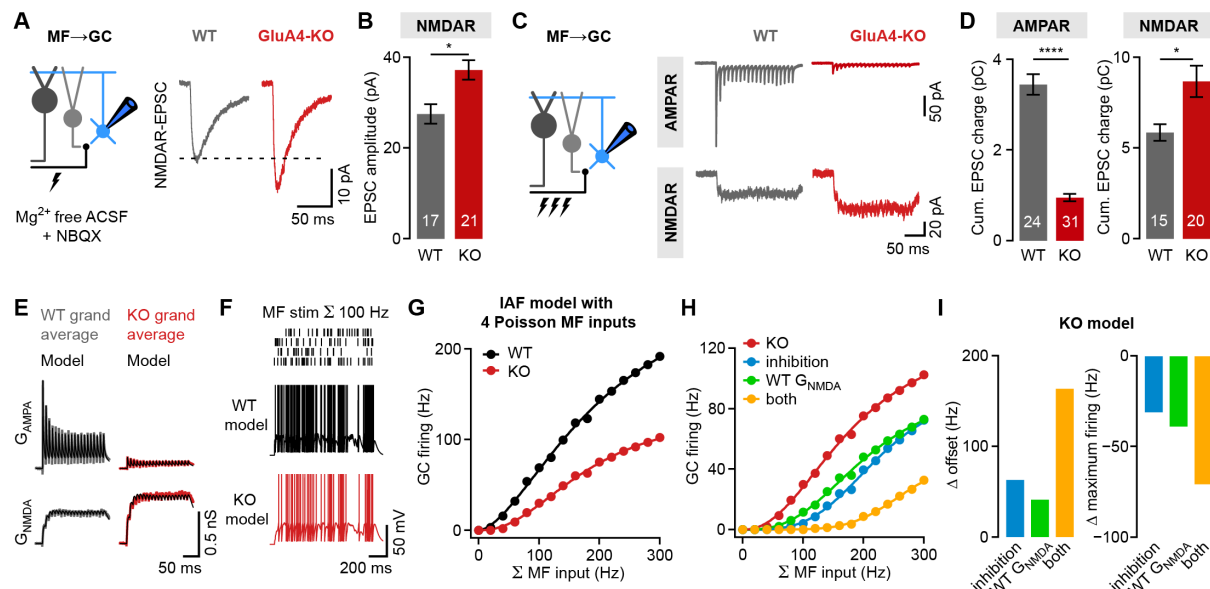 A
MF→GC
WT
GluA4-KO
NMDAR-EPSC
10 pA
50 ms
Mg2+ free ACSF
+ NBQX
B
NMDAR
*
EPSC amplitude (pA)
40
20
0
17
21
WT
KO
C
MF→GC
WT
GluA4-KO
AMPAR
50 pA
NMDAR
20 pA
50 ms
D
AMPAR
****
Cum. EPSC charge (pC)
4
2
0
24
31
WT
KO
NMDAR
*
Cum. EPSC charge (pC)
10
5
0
15
20
WT
KO
E
WT grand
average
Model
KO grand
average
Model
GAMPA
GNMDA
0.5 nS
50 ms
F
MF stim Σ 100 Hz
WT
model
KO
model
50 mV
200 ms
G
IAF model with
4 Poisson MF inputs
WT
KO
GC firing (Hz)
200
100
0
0
100
200
300
Σ MF input (Hz)
H
KO
inhibition
WT GNMDA
both
GC firing (Hz)
120
80
40
0
0
100
200
300
Σ MF input (Hz)
I
KO model
Δ offset (Hz)
200
100
0
inhibition
WT GNMDA
both
Δ maximum firing (Hz)
0
−50
−100
inhibition
WT GNMDA
both